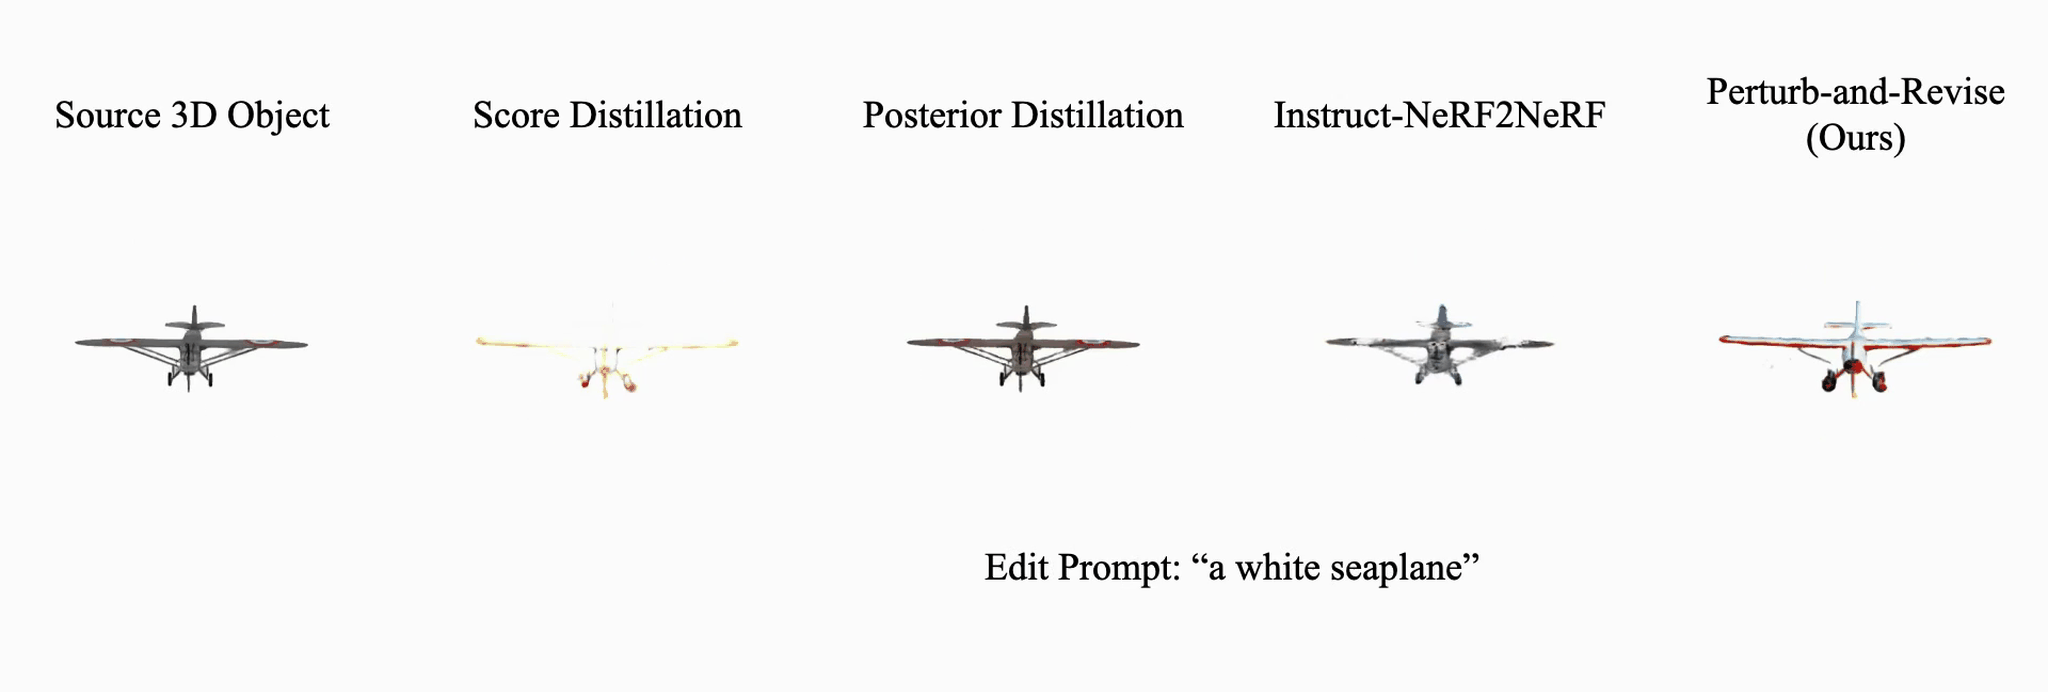 Source 3D Object
Score Distillation
Posterior Distillation
Instruct-NeRF2NeRF
Perturb-and-Revise
(Ours)
Edit Prompt: “a white seaplane”